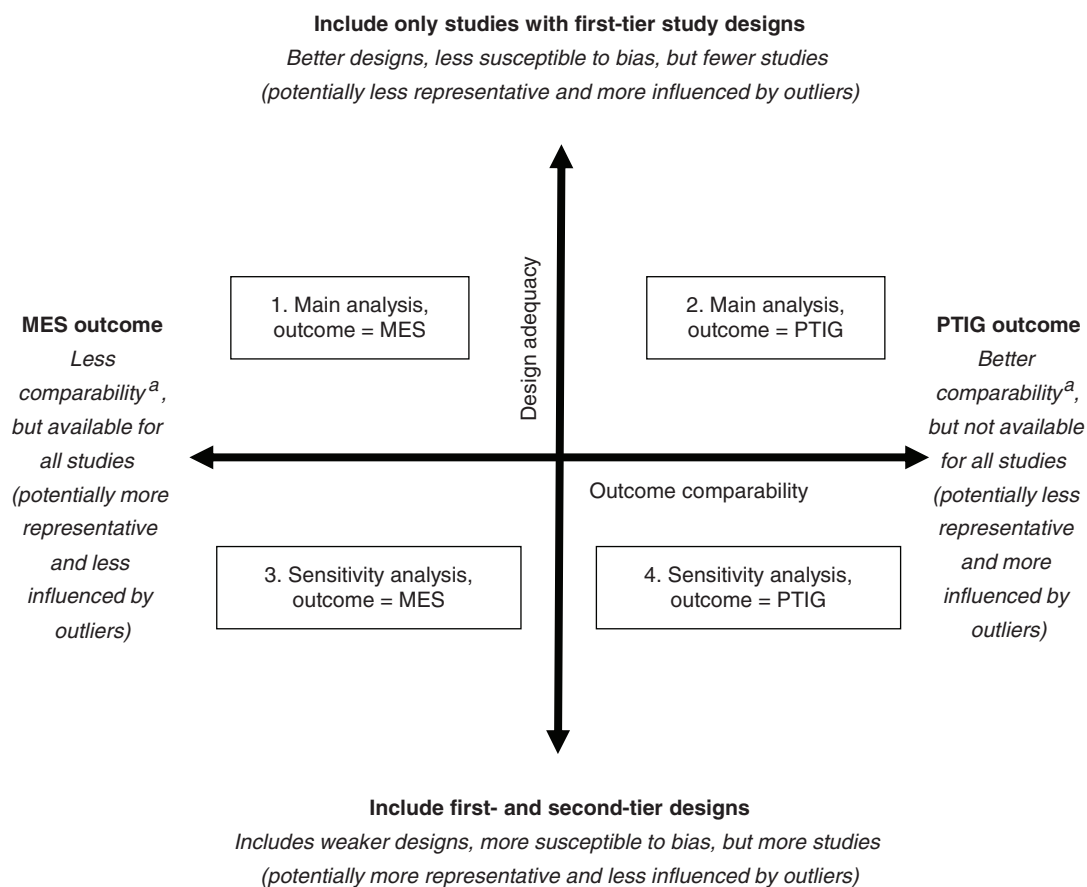 Include only studies with first-tier study designs
Better designs, less susceptible to bias, but fewer studies
(potentially less representative and more influenced by outliers)
Design adequacy
1. Main analysis,
outcome = MES
2. Main analysis,
outcome = PTIG
MES outcome
Less
comparabilityᵃ,
but available for
all studies
(potentially more
representative
and less
influenced by
outliers)
PTIG outcome
Better
comparabilityᵃ,
but not available
for all studies
(potentially less
representative
and more
influenced by
outliers)
Outcome comparability
3. Sensitivity analysis,
outcome = MES
4. Sensitivity analysis,
outcome = PTIG
Include first- and second-tier designs
Includes weaker designs, more susceptible to bias, but more studies
(potentially more representative and less influenced by outliers)